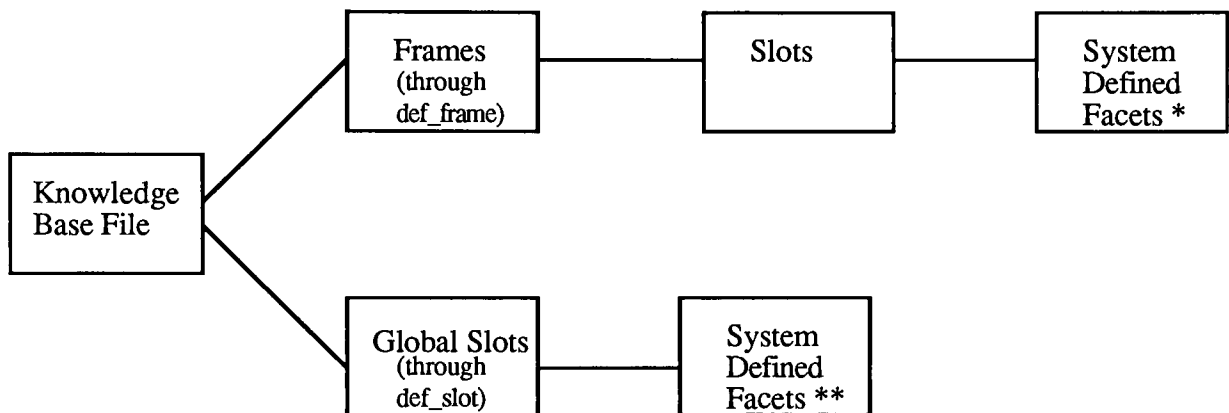 Frames
(through
def_frame)
Slots
System
Defined
Facets *
Knowledge
Base File
Global Slots
(through
def_slot)
System
Defined
Facets **